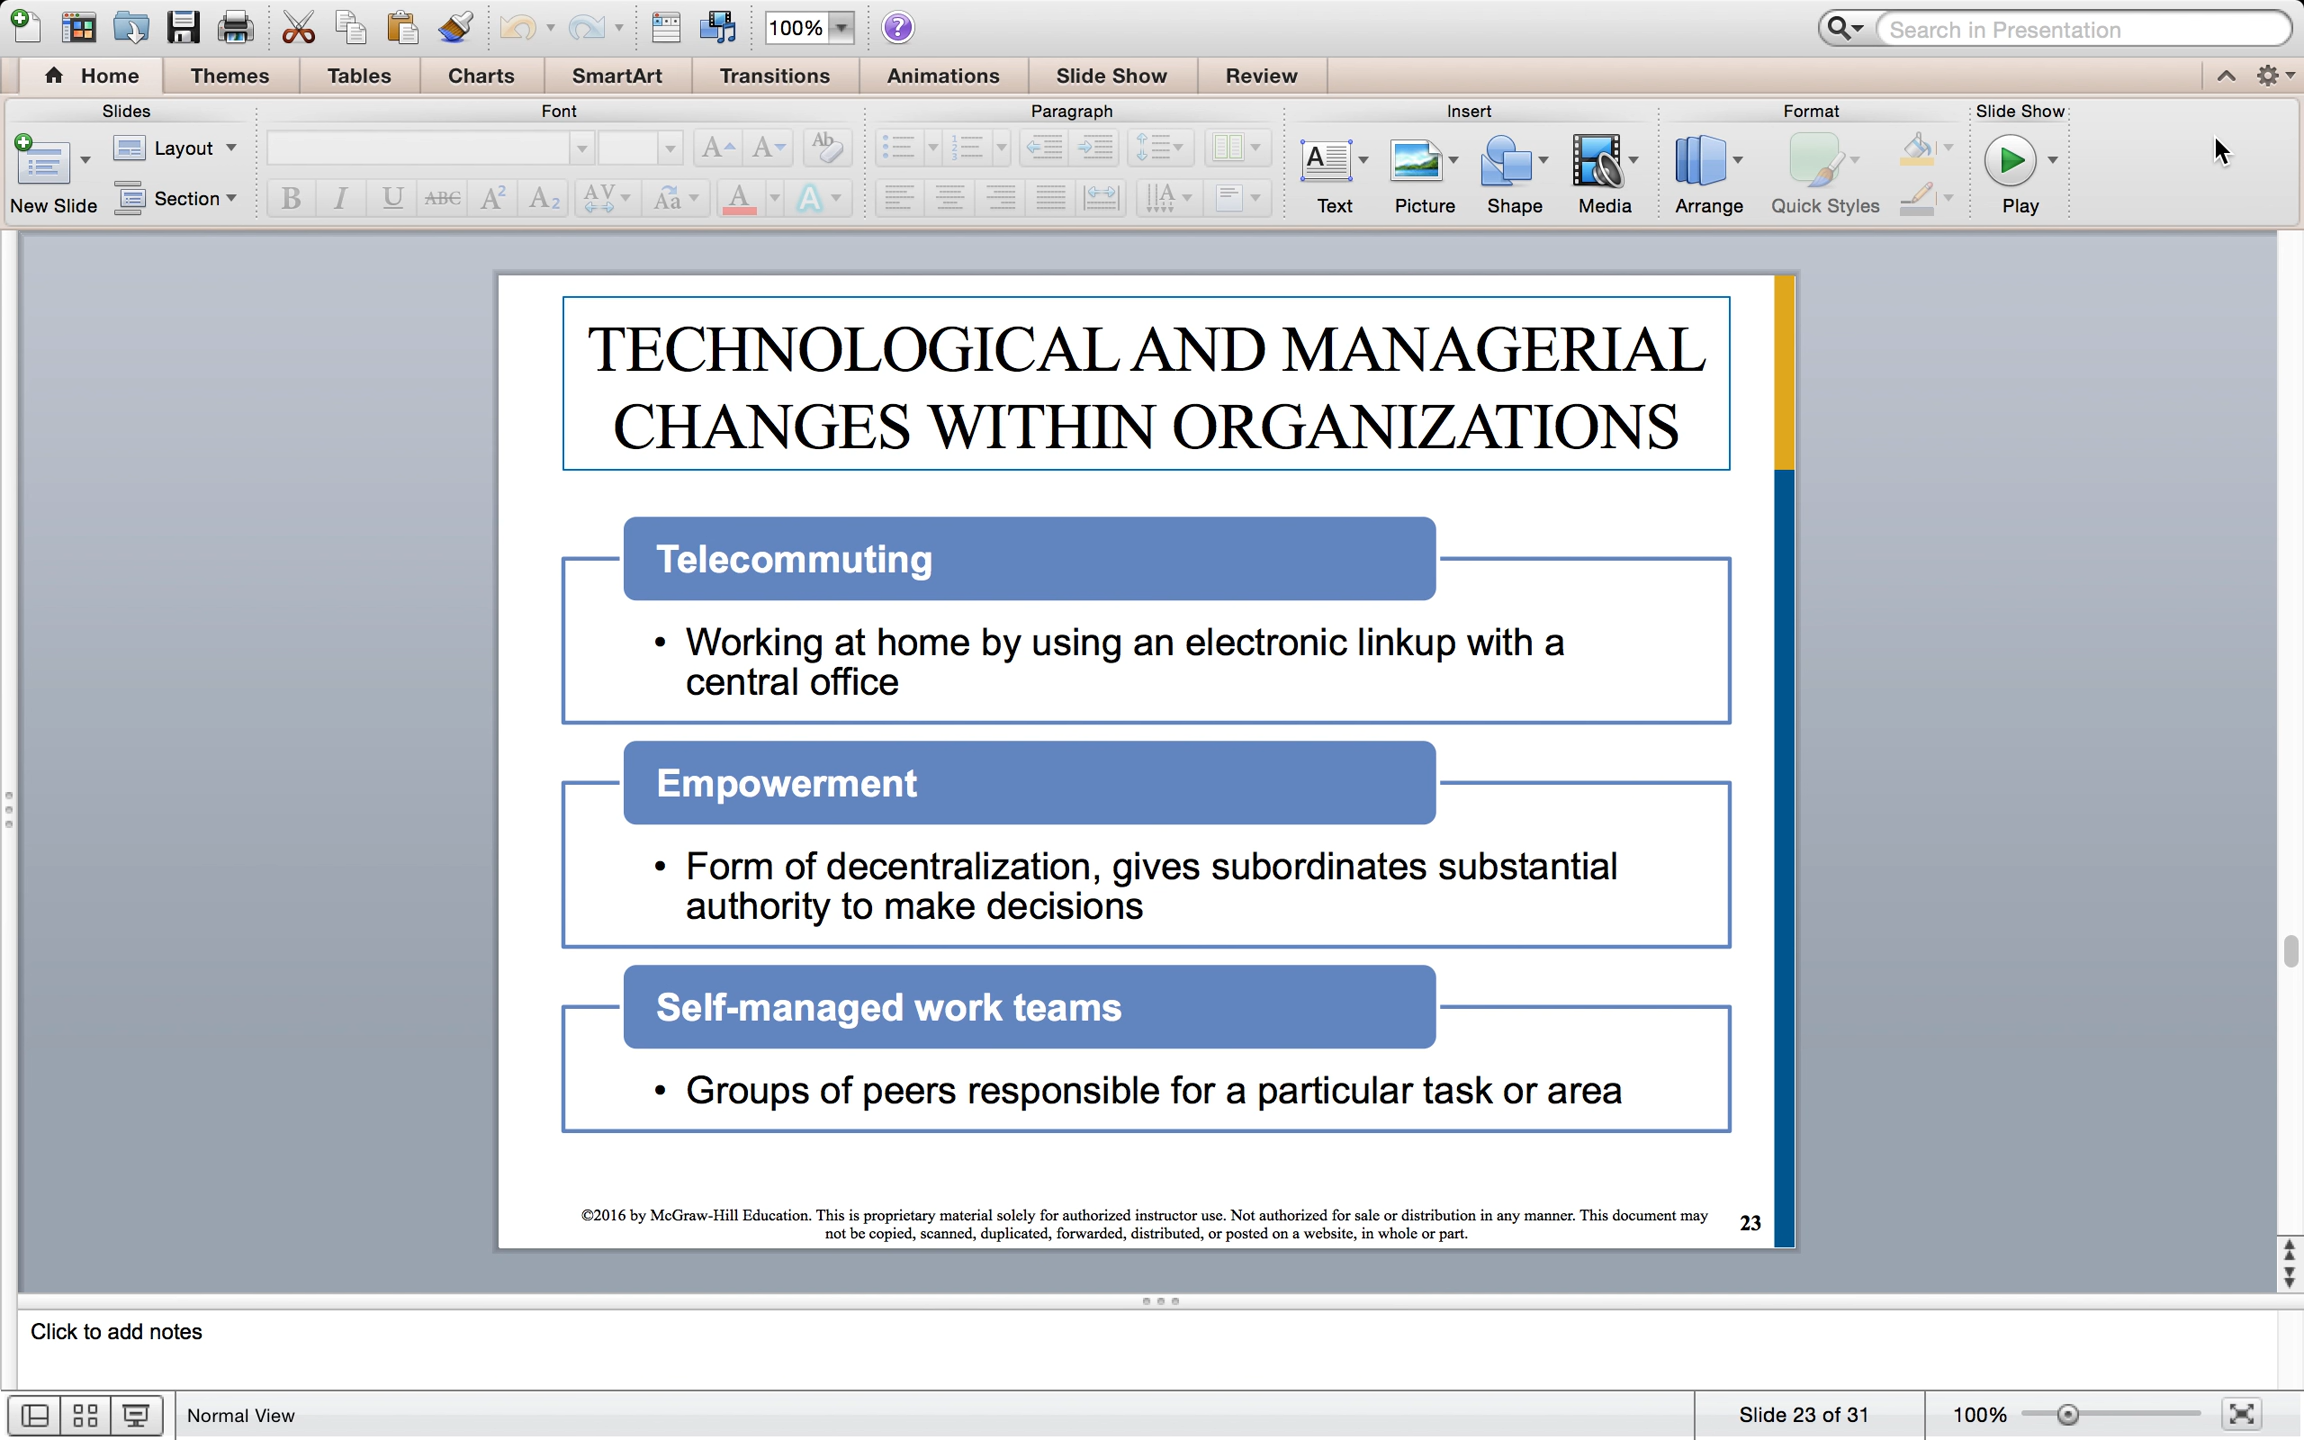 100%
Search in Presentation
Home Themes Tables Charts SmartArt Transitions Animations Slide Show Review
Slides Font Paragraph Insert Format Slide Show
Layout
New Slide Section
Text Picture Shape Media Arrange Quick Styles Play
TECHNOLOGICAL AND MANAGERIAL
CHANGES WITHIN ORGANIZATIONS
Telecommuting
• Working at home by using an electronic linkup with a
central office
Empowerment
• Form of decentralization, gives subordinates substantial
authority to make decisions
Self-managed work teams
• Groups of peers responsible for a particular task or area
©2016 by McGraw-Hill Education. This is proprietary material solely for authorized instructor use. Not authorized for sale or distribution in any manner. This document may
not be copied, scanned, duplicated, forwarded, distributed, or posted on a website, in whole or part.
23
Click to add notes
Normal View
Slide 23 of 31
100%